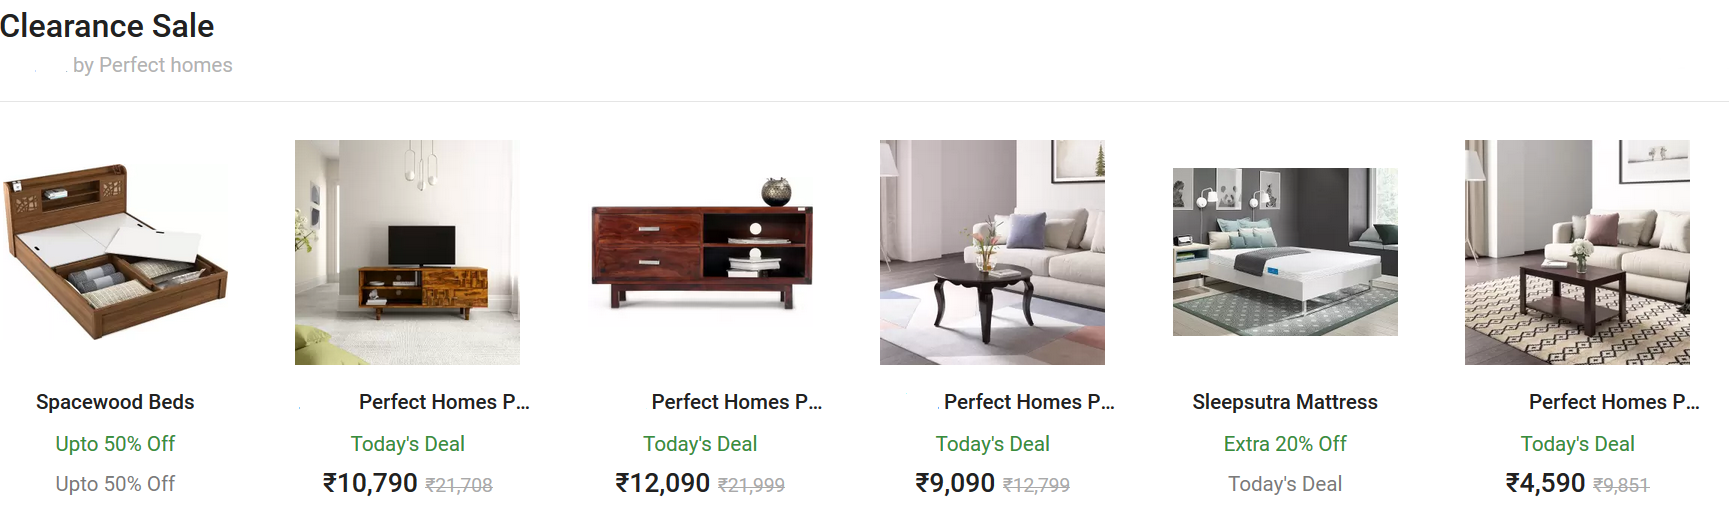 Clearance Sale
by Perfect homes
Spacewood Beds
Upto 50% Off
Upto 50% Off
Perfect Homes P...
Today's Deal
₹10,790 ₹21,708
Perfect Homes P...
Today's Deal
₹12,090 ₹21,999
Perfect Homes P...
Today's Deal
₹9,090 ₹12,799
Sleepsutra Mattress
Extra 20% Off
Today's Deal
Perfect Homes P...
Today's Deal
₹4,590 ₹9,851